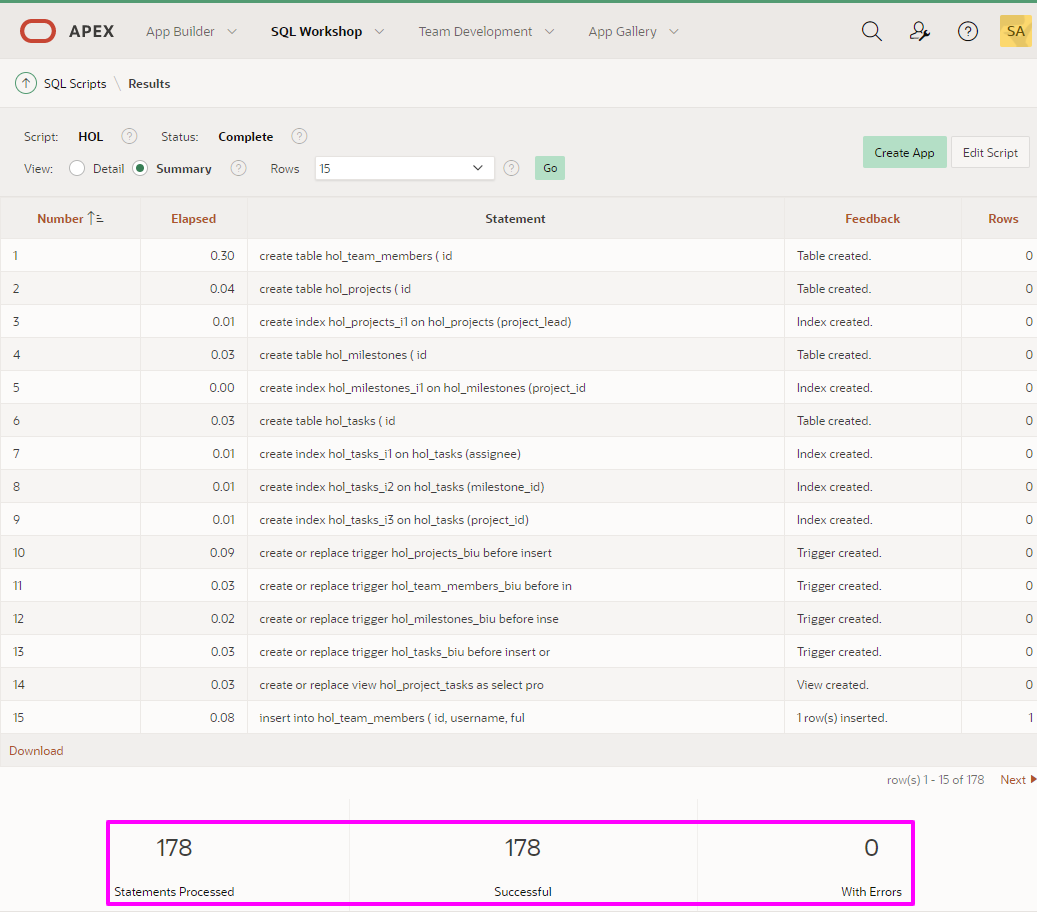 APEX App Builder SQL Workshop Team Development App Gallery SA
SQL Scripts \ Results
Script: HOL ? Status: Complete ?
View: Detail Summary ? Rows 15 ? Go Create App Edit Script
Number Elapsed Statement Feedback Rows
1 0.30 create table hol_team_members ( id Table created. 0
2 0.04 create table hol_projects ( id Table created. 0
3 0.01 create index hol_projects_i1 on hol_projects (project_lead) Index created. 0
4 0.03 create table hol_milestones ( id Table created. 0
5 0.00 create index hol_milestones_i1 on hol_milestones (project_id Index created. 0
6 0.03 create table hol_tasks ( id Table created. 0
7 0.01 create index hol_tasks_i1 on hol_tasks (assignee) Index created. 0
8 0.01 create index hol_tasks_i2 on hol_tasks (milestone_id) Index created. 0
9 0.01 create index hol_tasks_i3 on hol_tasks (project_id) Index created. 0
10 0.09 create or replace trigger hol_projects_biu before insert Trigger created. 0
11 0.03 create or replace trigger hol_team_members_biu before in Trigger created. 0
12 0.02 create or replace trigger hol_milestones_biu before inse Trigger created. 0
13 0.03 create or replace trigger hol_tasks_biu before insert or Trigger created. 0
14 0.03 create or replace view hol_project_tasks as select pro View created. 0
15 0.08 insert into hol_team_members ( id, username, ful 1 row(s) inserted. 1
Download
row(s) 1 - 15 of 178 Next
178 178 0
Statements Processed Successful With Errors